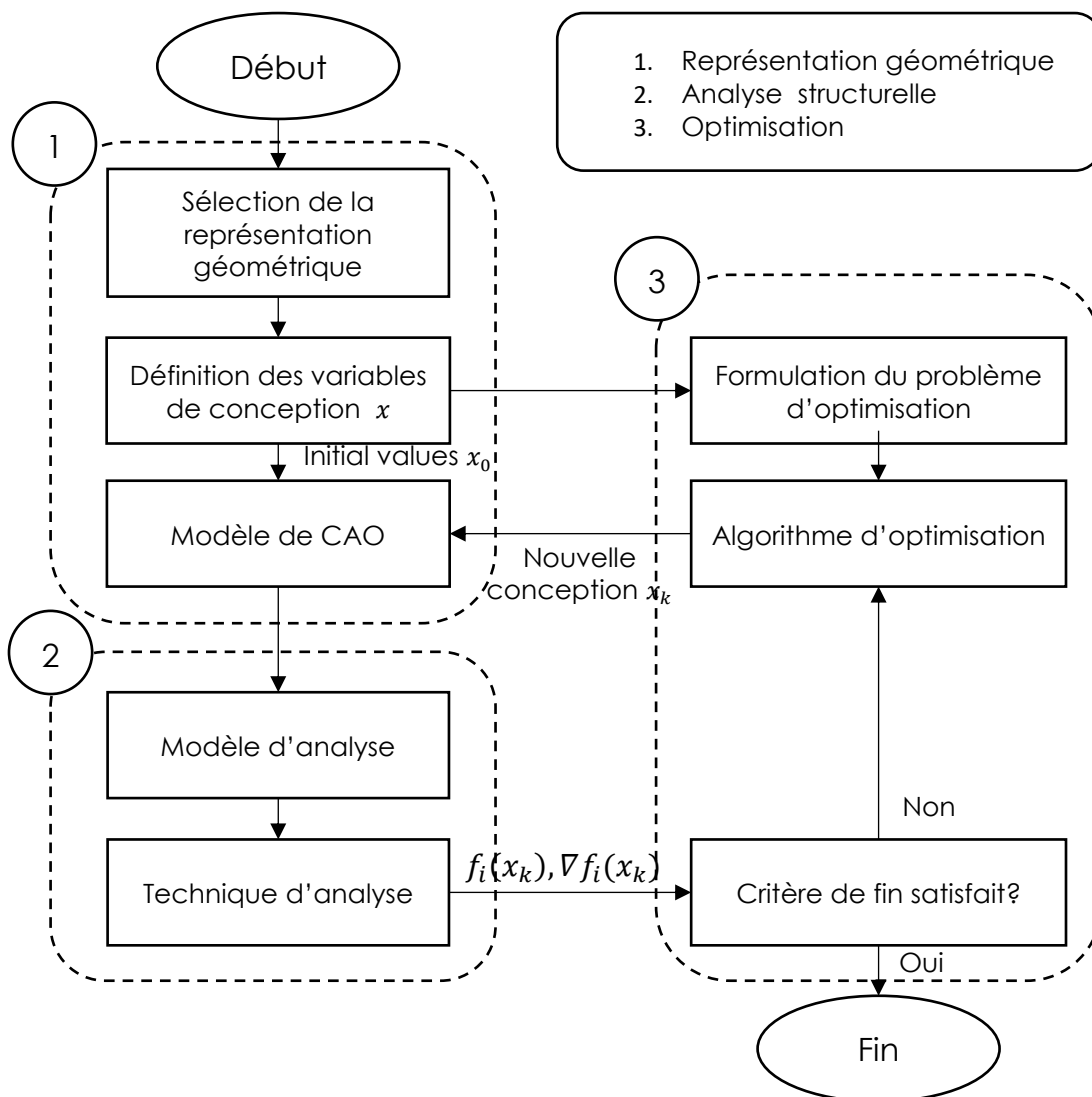 Début
1. Représentation géométrique
2. Analyse structurelle
3. Optimisation
1
Sélection de la
représentation
géométrique
3
Définition des variables
de conception x
Formulation du problème
d’optimisation
Initial values x₀
Modèle de CAO
Algorithme d’optimisation
Nouvelle
conception xₖ
2
Modèle d’analyse
Non
Technique d’analyse
fᵢ(xₖ), ∇fᵢ(xₖ)
Critère de fin satisfait?
Oui
Fin